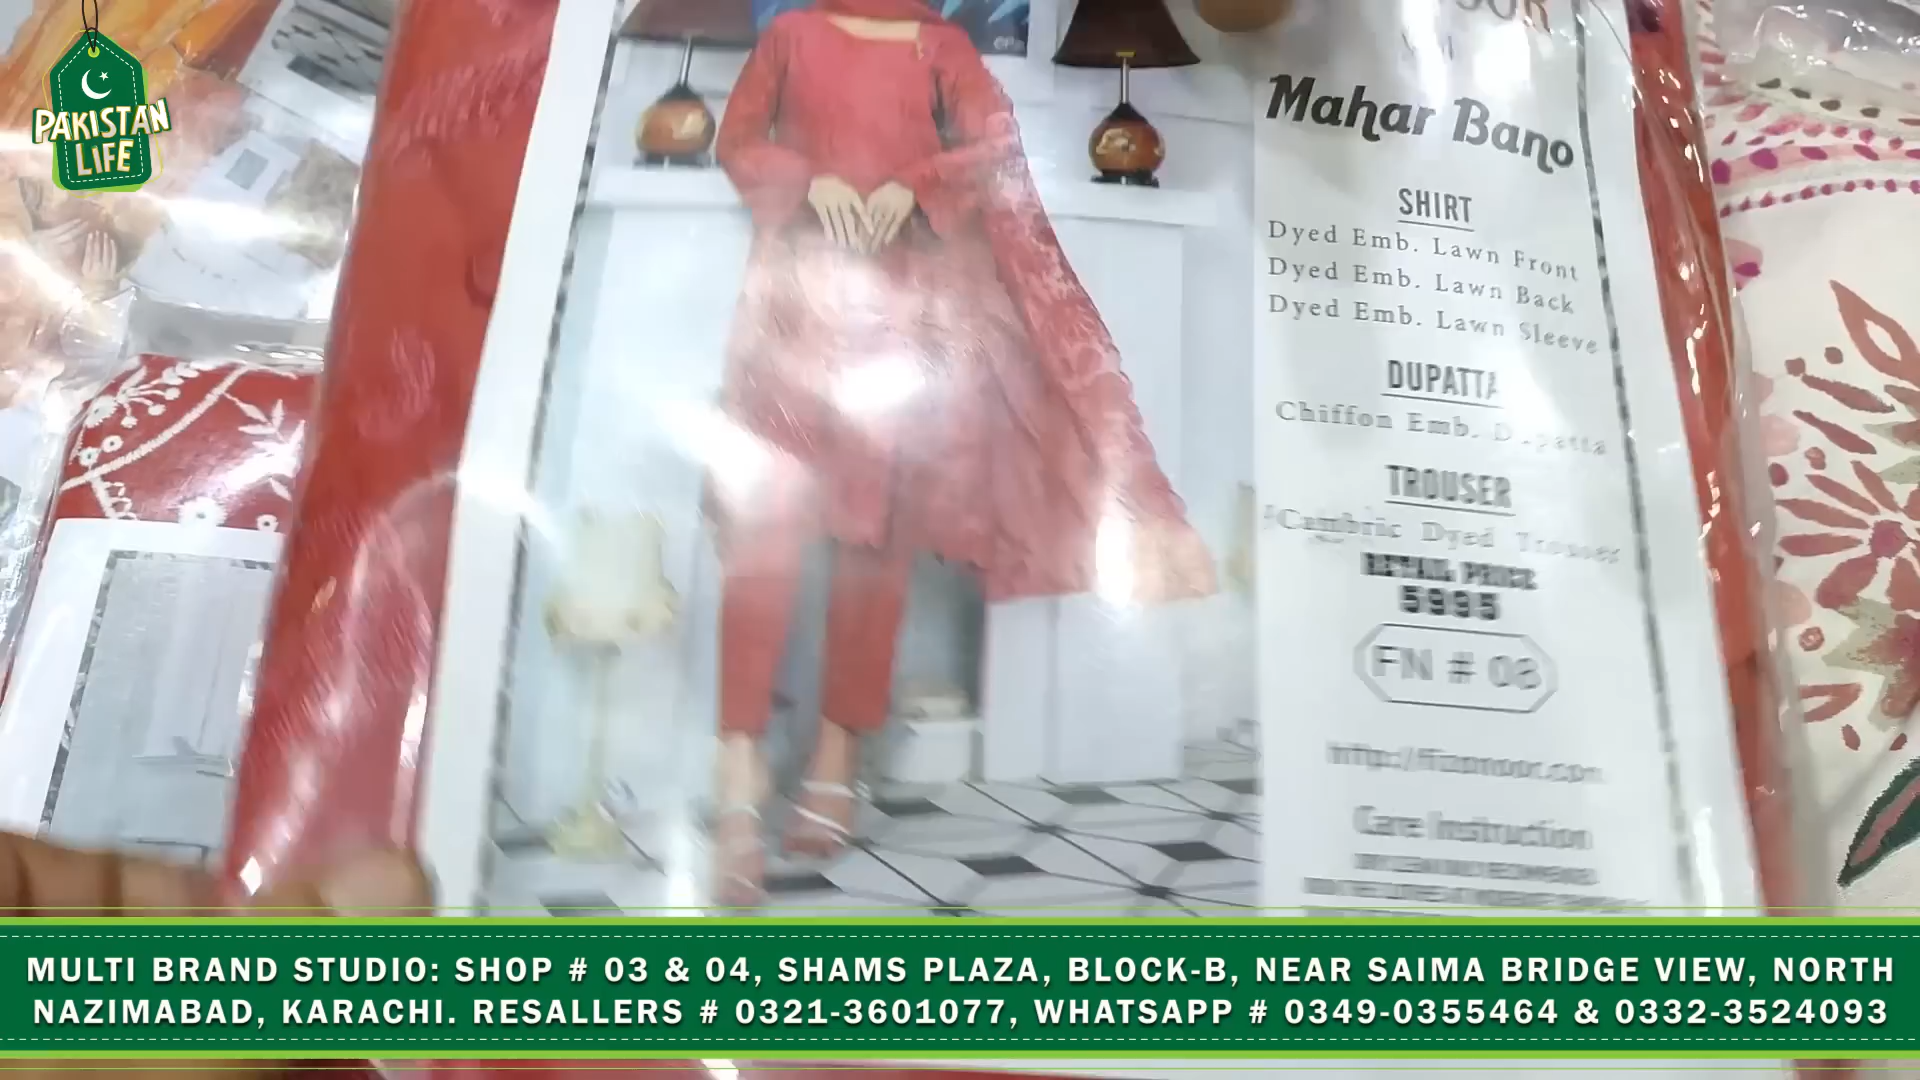 PAKISTAN
LIFE
Mahar Bano
SHIRT
Dyed Emb. Lawn Front
Dyed Emb. Lawn Back
Dyed Emb. Lawn Sleeve
DUPATTA
Chiffon Emb.
TROUSER
Cambric Dyed Trouser
RETAIL PRICE
5995
FN # 08
Care Instruction
MULTI BRAND STUDIO: SHOP # 03 & 04, SHAMS PLAZA, BLOCK-B, NEAR SAIMA BRIDGE VIEW, NORTH
NAZIMABAD, KARACHI. RESALLERS # 0321-3601077, WHATSAPP # 0349-0355464 & 0332-3524093